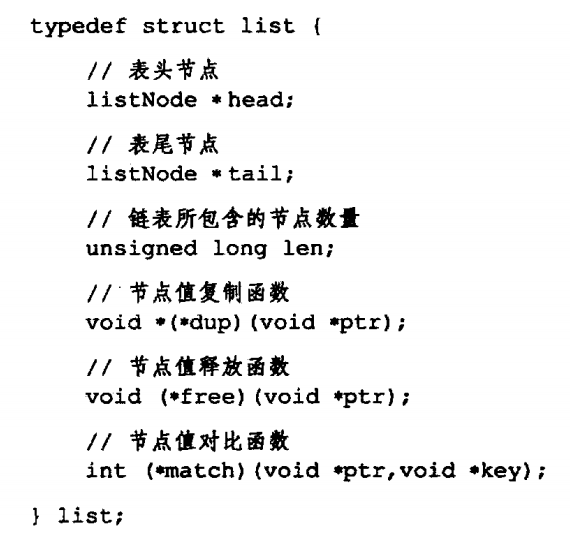 typedef struct list {
// 表头节点
listNode *head;
// 表尾节点
listNode *tail;
// 链表所包含的节点数量
unsigned long len;
// 节点值复制函数
void *(*dup)(void *ptr);
// 节点值释放函数
void (*free)(void *ptr);
// 节点值对比函数
int (*match)(void *ptr,void *key);
} list;